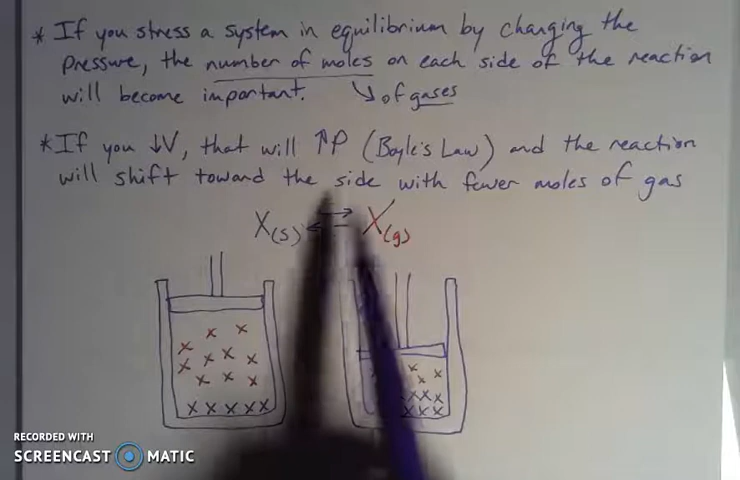 * If you stress a system in equilibrium by changing the
Pressure, the number of moles on each side of the reaction
will become important. ↘ of gases
* If you ↓V, that will ↑P (Boyle's Law) and the reaction
will shift toward the side with fewer moles of gas
X(s) ⇄ X(g)
x x
x x x x
x x x
x x x x x
x x
x x
x x x
x x x
RECORDED WITH
SCREENCAST MATIC